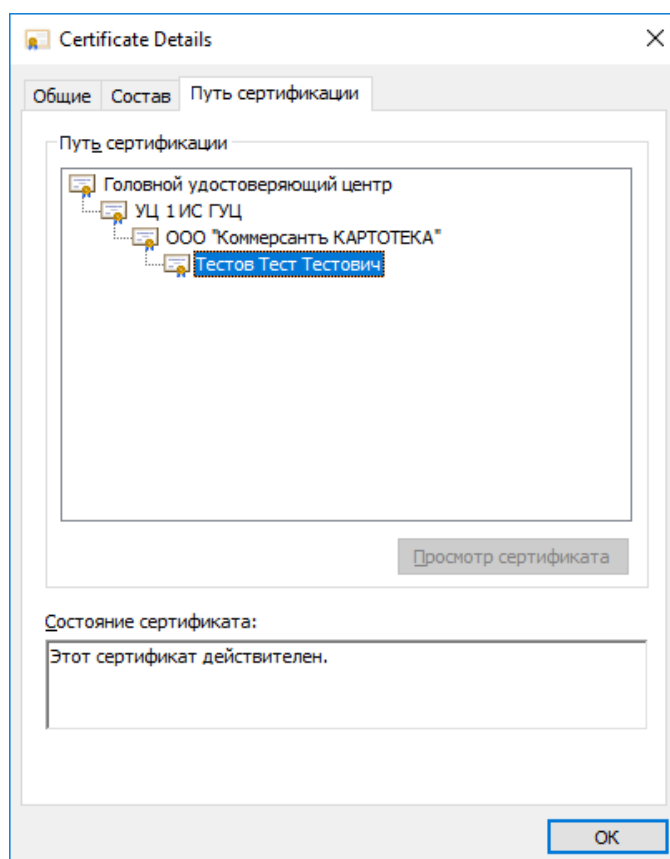 Certificate Details
Общие Состав Путь сертификации
Путь сертификации
Головной удостоверяющий центр
УЦ 1 ИС ГУЦ
ООО "Коммерсантъ КАРТОТЕКА"
Тестов Тест Тестович
Просмотр сертификата
Состояние сертификата:
Этот сертификат действителен.
ОК